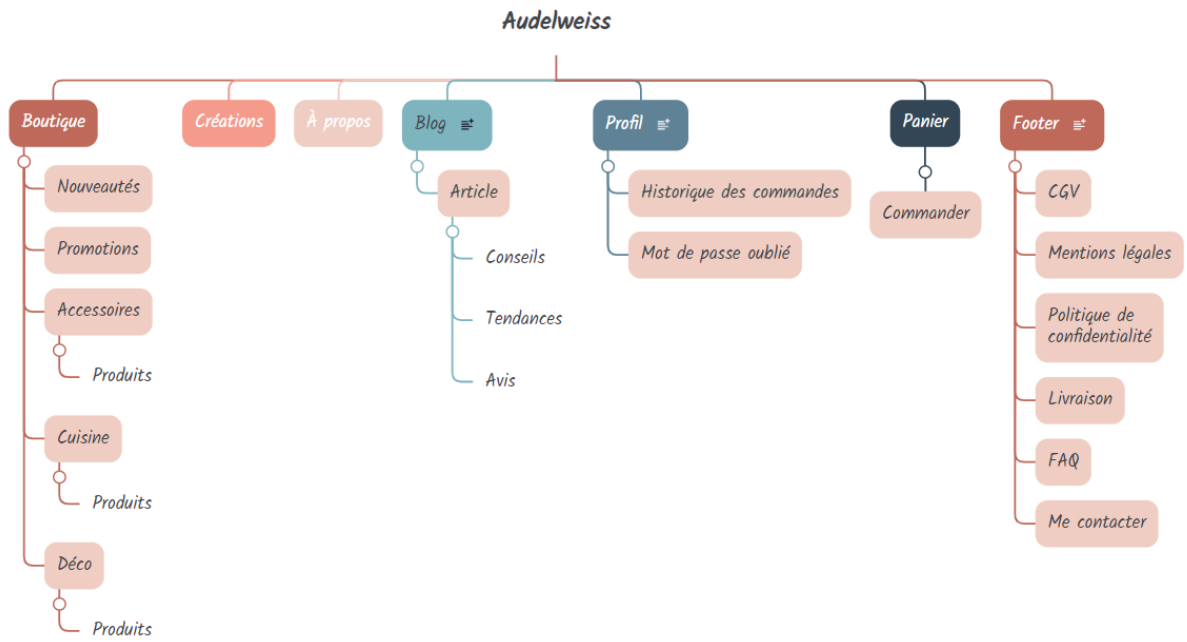 Audelweiss
Boutique
Nouveautés
Promotions
Accessoires
Produits
Cuisine
Produits
Déco
Produits
Créations
À propos
Blog
Article
Conseils
Tendances
Avis
Profil
Historique des commandes
Mot de passe oublié
Panier
Commander
Footer
CGV
Mentions légales
Politique de
confidentialité
Livraison
FAQ
Me contacter